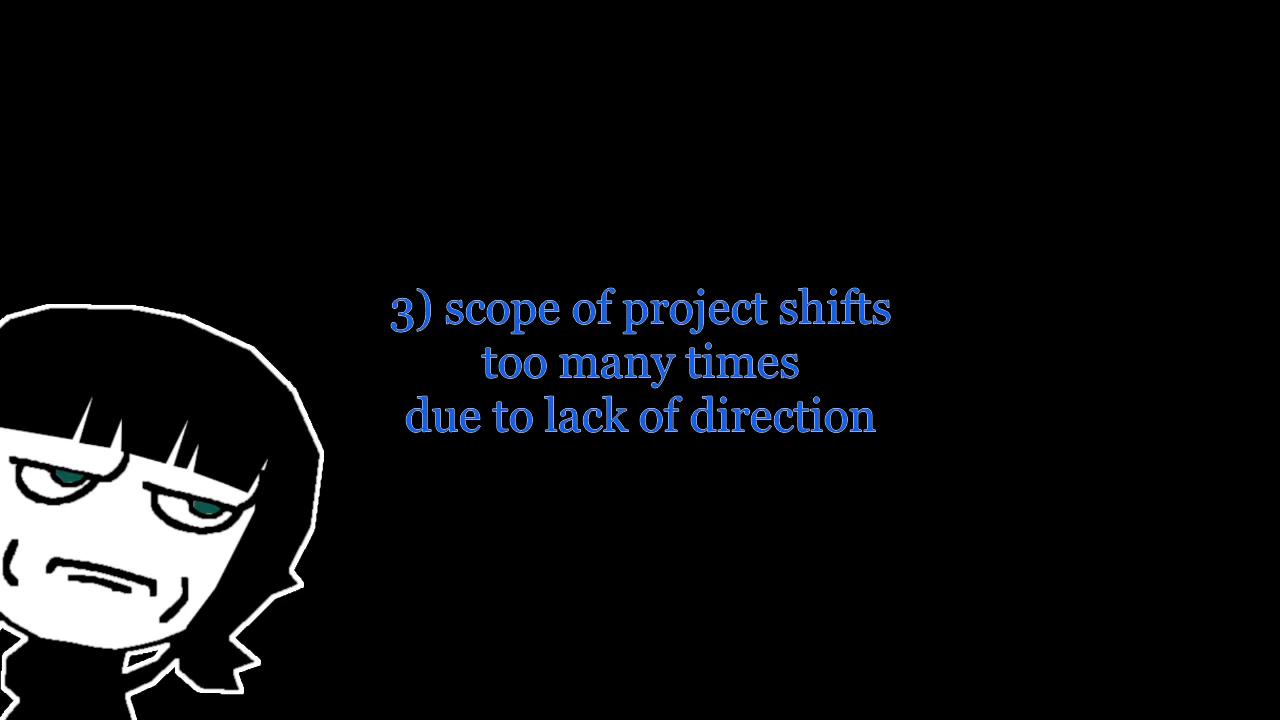 3) scope of project shifts
too many times
due to lack of direction